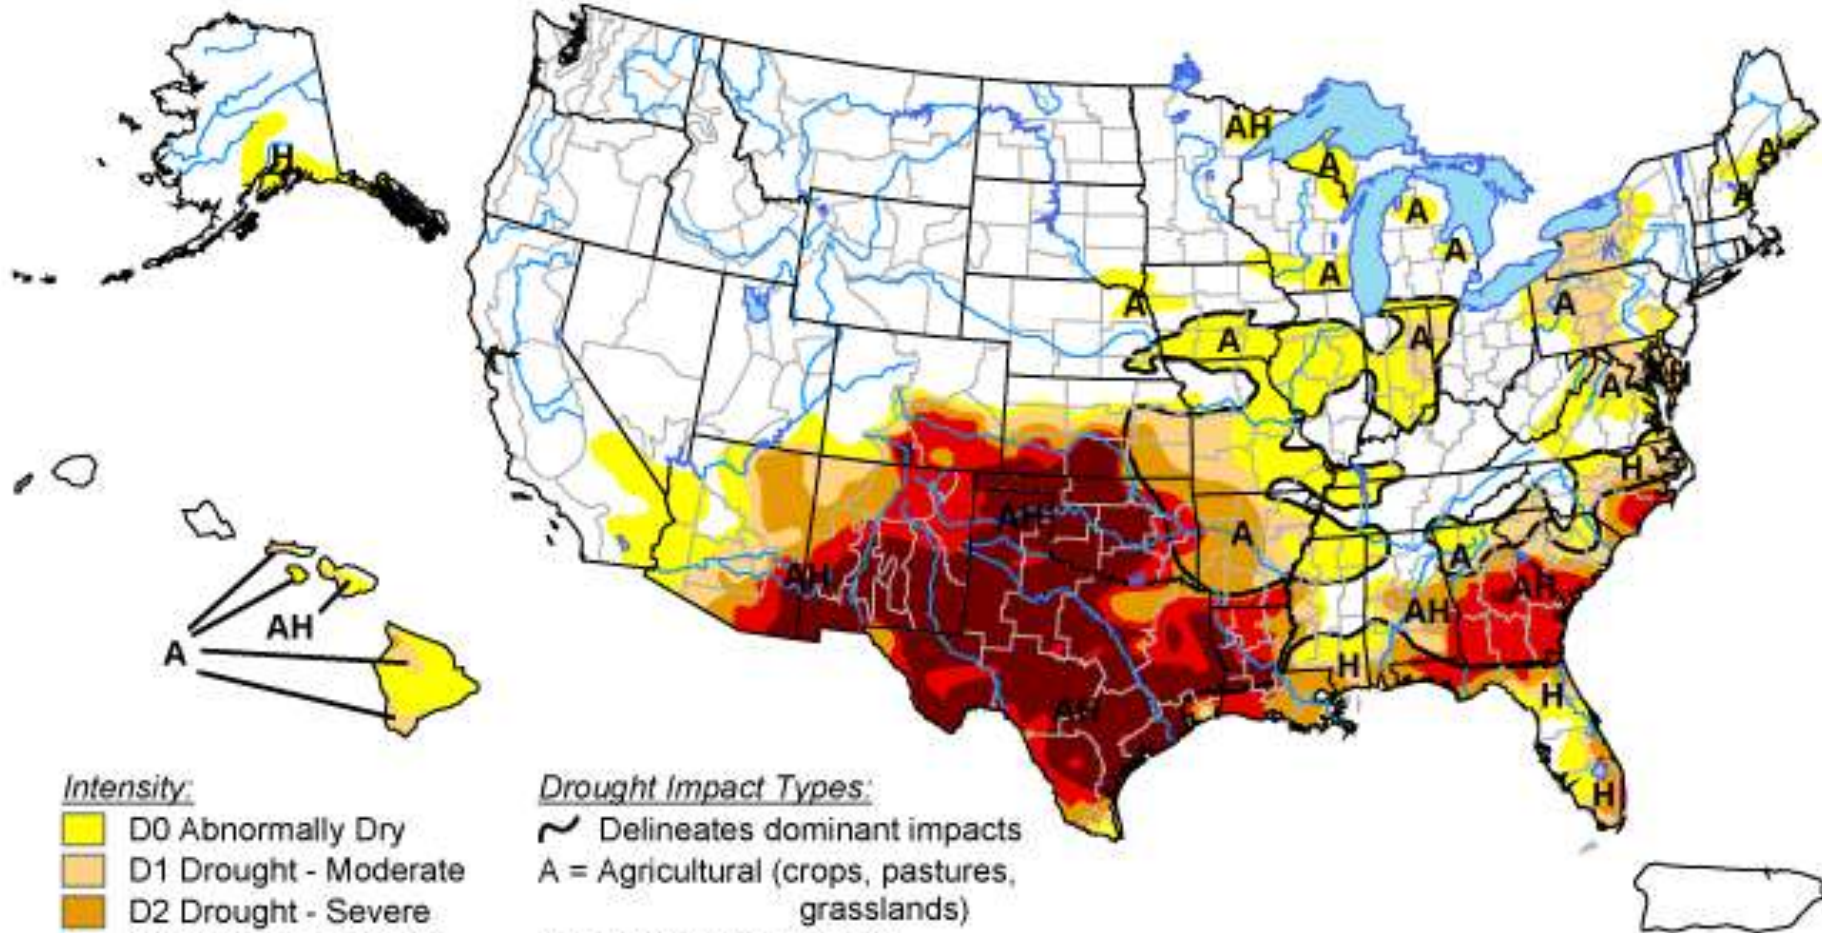 H
AH
A
A
A
A
A
A
A
A
A
A
A
A
H
AH
A
AH
A
AH
AH
H
H
H
AH
A
Intensity:
D0 Abnormally Dry
D1 Drought - Moderate
D2 Drought - Severe
Drought Impact Types:
Delineates dominant impacts
A = Agricultural (crops, pastures,
grasslands)